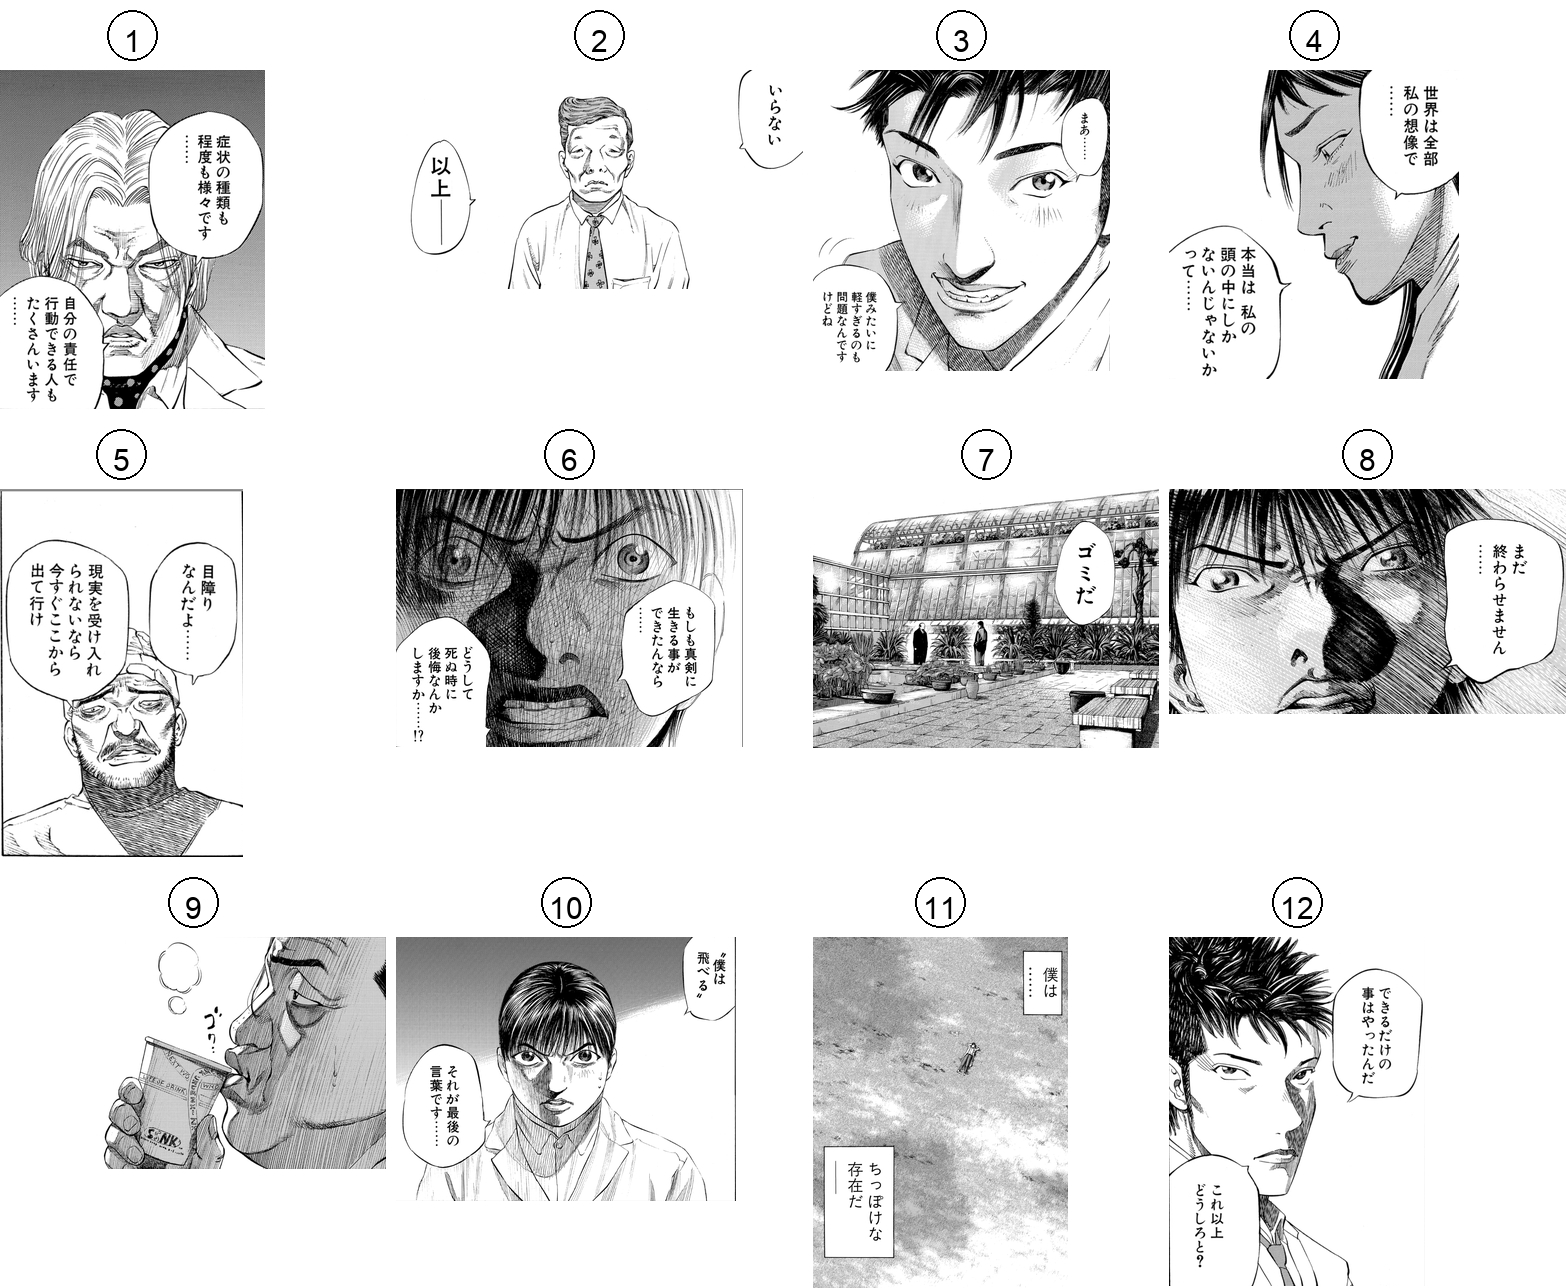 1
症状の種類も
程度も様々です
……
自分の責任で
行動できる人も
たくさんいます
……
2
以上――
3
いらない
まあ……
僕みたいに
軽すぎるのも
問題なんです
けどね
4
世界は全部
私の想像で
……
本当は 私の
頭の中にしか
ないんじゃないか
って……
5
目障り
なんだよ……
現実を受け入れ
られないなら
今すぐここから
出て行け
6
もしも真剣に
生きる事が
できたんなら
……
どうして
死ぬ時に
後悔なんか
しますか……!?
7
ゴミだ
8
まだ
終わらせません
……
9
ゴク…
SONK
10
〝僕は
飛べる〟
それが最後の
言葉です……
11
僕は
……
ちっぽけな
存在だ
――
12
できるだけの
事はやったんだ
これ以上
どうしろと?